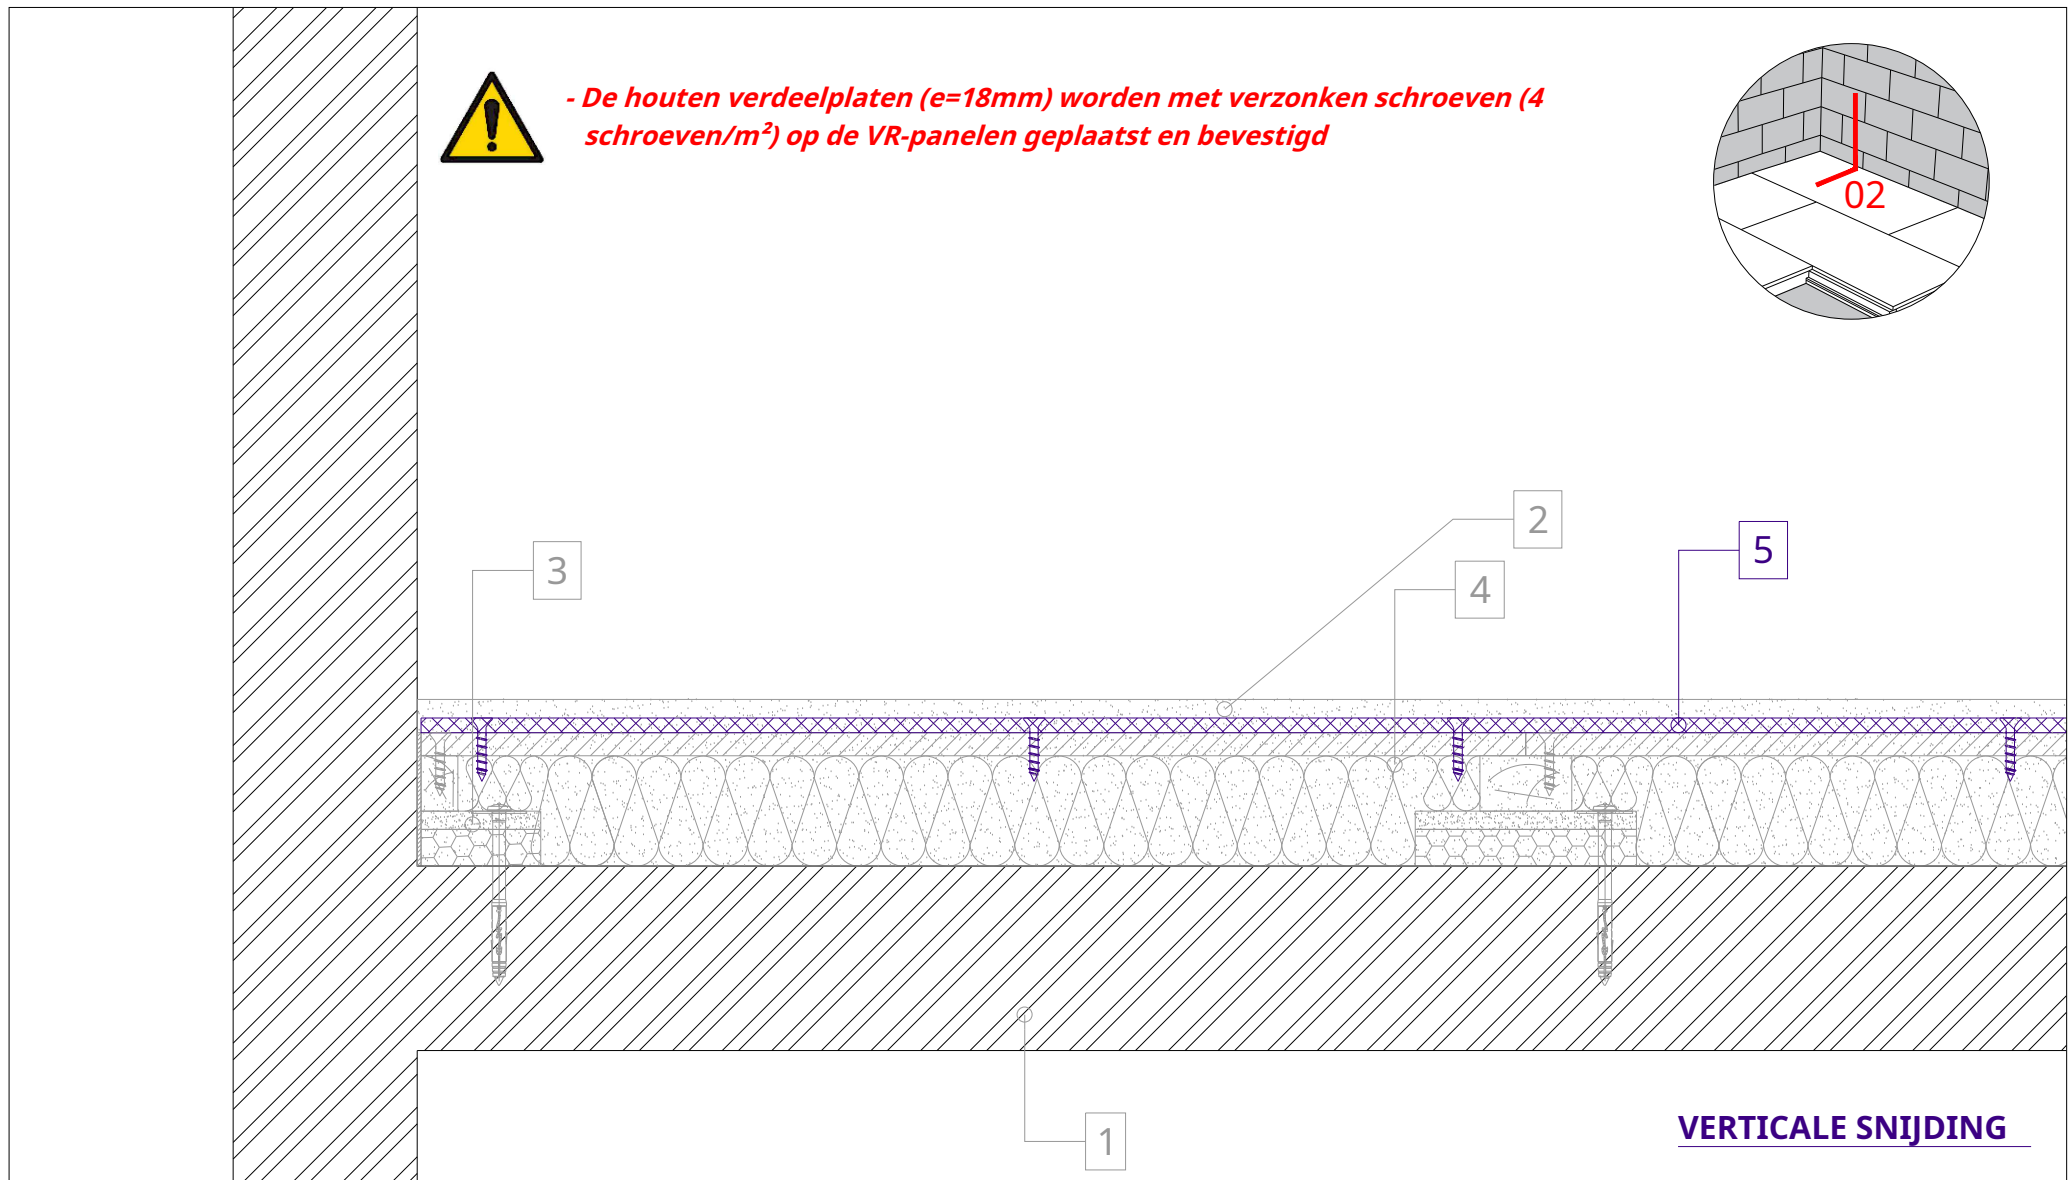 - De houten verdeelplaten (e=18mm) worden met verzonken schroeven (4
schroeven/m²) op de VR-panelen geplaatst en bevestigd
02
2
5
3
4
1
VERTICALE SNIJDING